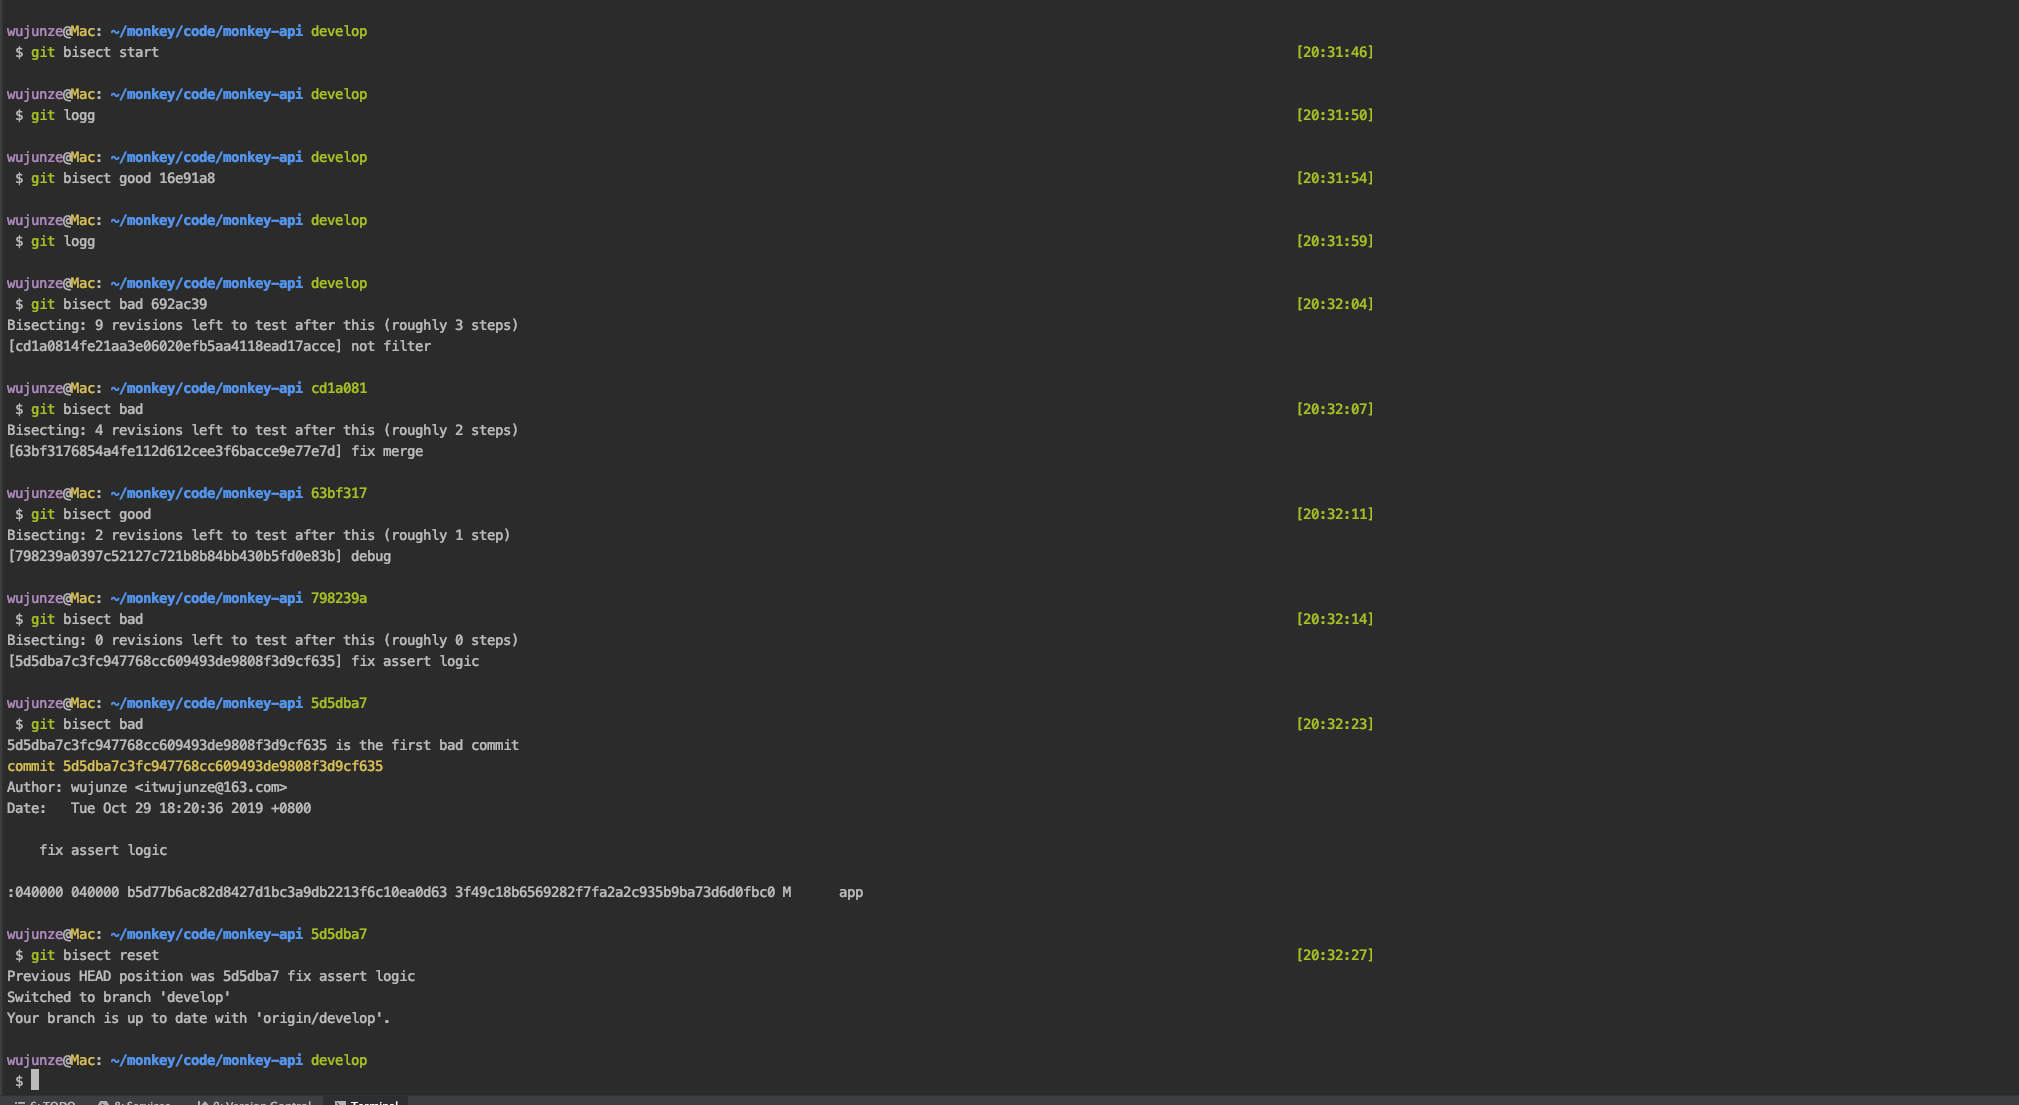 wujunze@Mac: ~/monkey/code/monkey-api develop
$ git bisect start [20:31:46]
wujunze@Mac: ~/monkey/code/monkey-api develop
$ git logg [20:31:50]
wujunze@Mac: ~/monkey/code/monkey-api develop
$ git bisect good 16e91a8 [20:31:54]
wujunze@Mac: ~/monkey/code/monkey-api develop
$ git logg [20:31:59]
wujunze@Mac: ~/monkey/code/monkey-api develop
$ git bisect bad 692ac39 [20:32:04]
Bisecting: 9 revisions left to test after this (roughly 3 steps)
[cd1a0814fe21aa3e06020efb5aa4118ead17acce] not filter
wujunze@Mac: ~/monkey/code/monkey-api cd1a081
$ git bisect bad [20:32:07]
Bisecting: 4 revisions left to test after this (roughly 2 steps)
[63bf3176854a4fe112d612cee3f6bacce9e77e7d] fix merge
wujunze@Mac: ~/monkey/code/monkey-api 63bf317
$ git bisect good [20:32:11]
Bisecting: 2 revisions left to test after this (roughly 1 step)
[798239a0397c52127c721b8b84bb430b5fd0e83b] debug
wujunze@Mac: ~/monkey/code/monkey-api 798239a
$ git bisect bad [20:32:14]
Bisecting: 0 revisions left to test after this (roughly 0 steps)
[5d5dba7c3fc947768cc609493de9808f3d9cf635] fix assert logic
wujunze@Mac: ~/monkey/code/monkey-api 5d5dba7
$ git bisect bad [20:32:23]
5d5dba7c3fc947768cc609493de9808f3d9cf635 is the first bad commit
commit 5d5dba7c3fc947768cc609493de9808f3d9cf635
Author: wujunze <itwujunze@163.com>
Date:   Tue Oct 29 18:20:36 2019 +0800
fix assert logic
:040000 040000 b5d77b6ac82d8427d1bc3a9db2213f6c10ea0d63 3f49c18b6569282f7fa2a2c935b9ba73d6d0fbc0 M      app
wujunze@Mac: ~/monkey/code/monkey-api 5d5dba7
$ git bisect reset [20:32:27]
Previous HEAD position was 5d5dba7 fix assert logic
Switched to branch 'develop'
Your branch is up to date with 'origin/develop'.
wujunze@Mac: ~/monkey/code/monkey-api develop
$
6: TODO 8: Services 9: Version Control Terminal